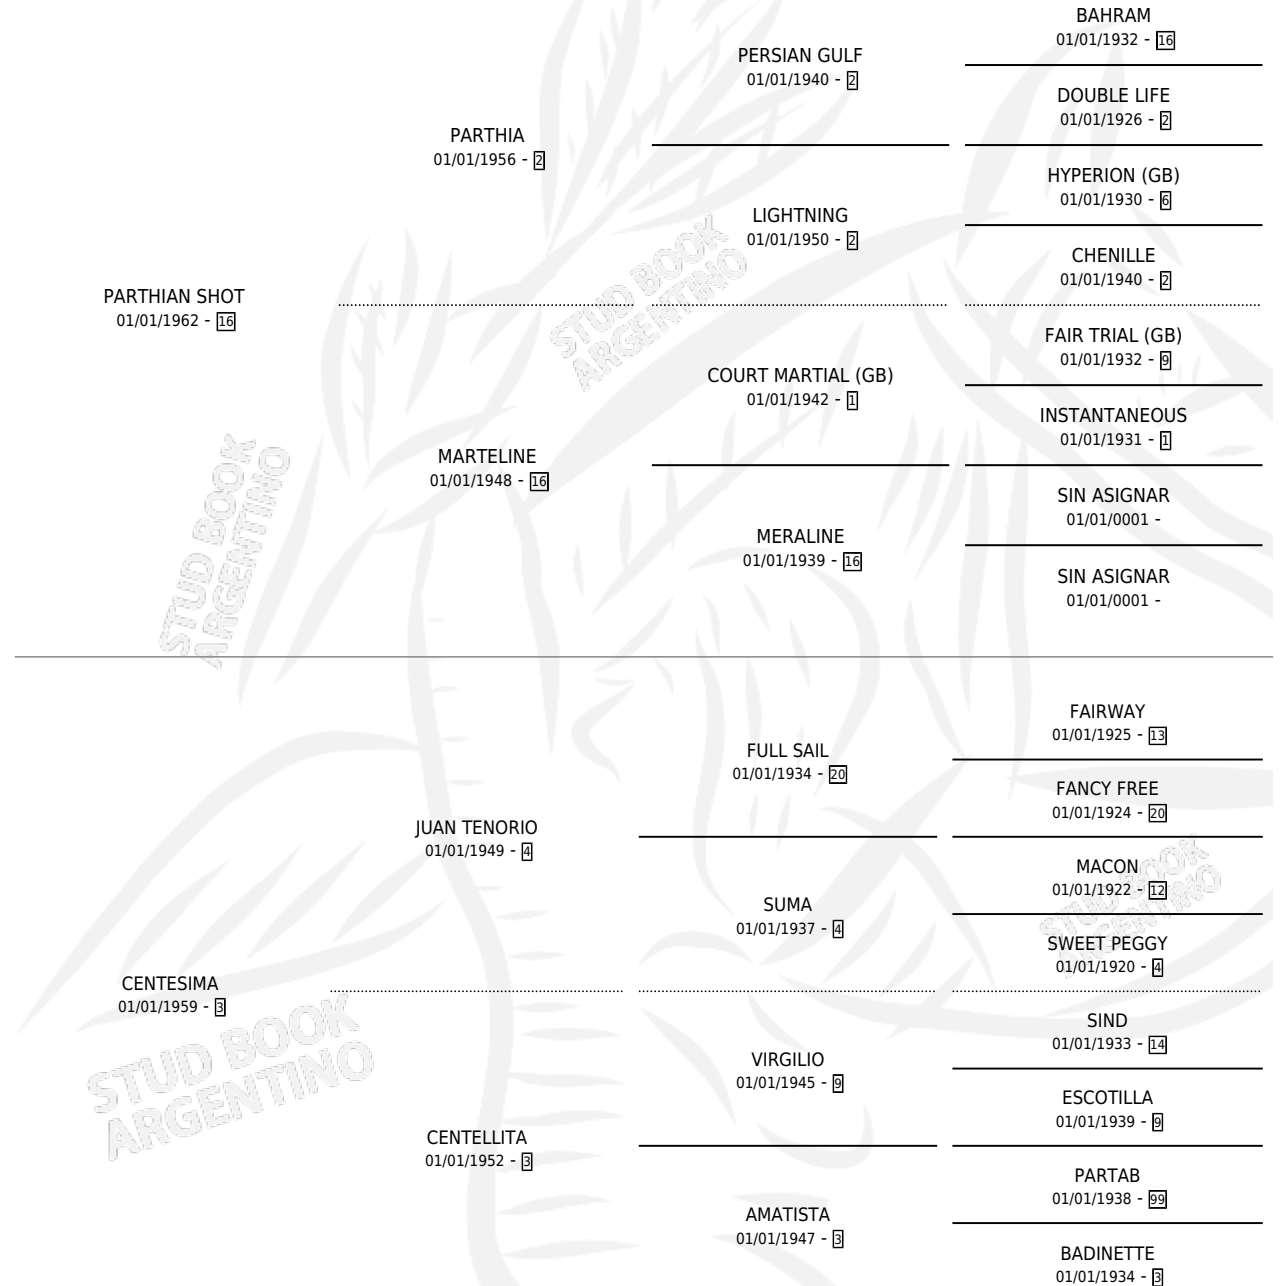 BAHRAM
01/01/1932 - 16
PERSIAN GULF
01/01/1940 - 2
DOUBLE LIFE
01/01/1926 - 2
PARTHIA
01/01/1956 - 2
HYPERION (GB)
01/01/1930 - 6
LIGHTNING
01/01/1950 - 2
CHENILLE
01/01/1940 - 2
PARTHIAN SHOT
01/01/1962 - 16
STUD BOOK
ARGENTINO
FAIR TRIAL (GB)
01/01/1932 - 9
COURT MARTIAL (GB)
01/01/1942 - 1
INSTANTANEOUS
01/01/1931 - 1
MARTELINE
01/01/1948 - 16
SIN ASIGNAR
01/01/0001 -
MERALINE
01/01/1939 - 16
SIN ASIGNAR
01/01/0001 -
STUD BOOK
ARGENTINO
FAIRWAY
01/01/1925 - 13
FULL SAIL
01/01/1934 - 20
FANCY FREE
01/01/1924 - 20
JUAN TENORIO
01/01/1949 - 4
MACON
01/01/1922 - 12
SUMA
01/01/1937 - 4
SWEET PEGGY
01/01/1920 - 4
STUD BOOK
ARGENTINO
CENTESIMA
01/01/1959 - 3
SIND
01/01/1933 - 14
VIRGILIO
01/01/1945 - 9
ESCOTILLA
01/01/1939 - 9
STUD BOOK
ARGENTINO
CENTELLITA
01/01/1952 - 3
PARTAB
01/01/1938 - 99
AMATISTA
01/01/1947 - 3
BADINETTE
01/01/1934 - 3